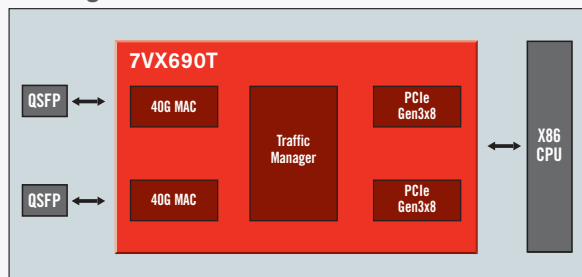 7VX690T
QSFP
40G MAC
Traffic
Manager
PCIe
Gen3x8
X86
CPU
QSFP
40G MAC
PCIe
Gen3x8